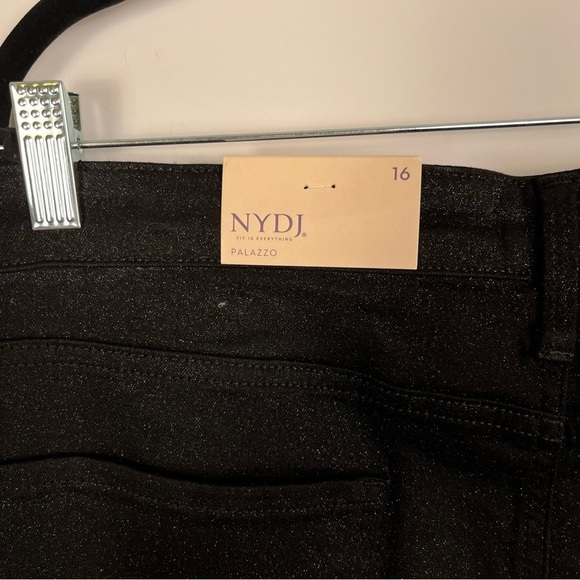 16
NYDJ®
FIT IS EVERYTHING
PALAZZO